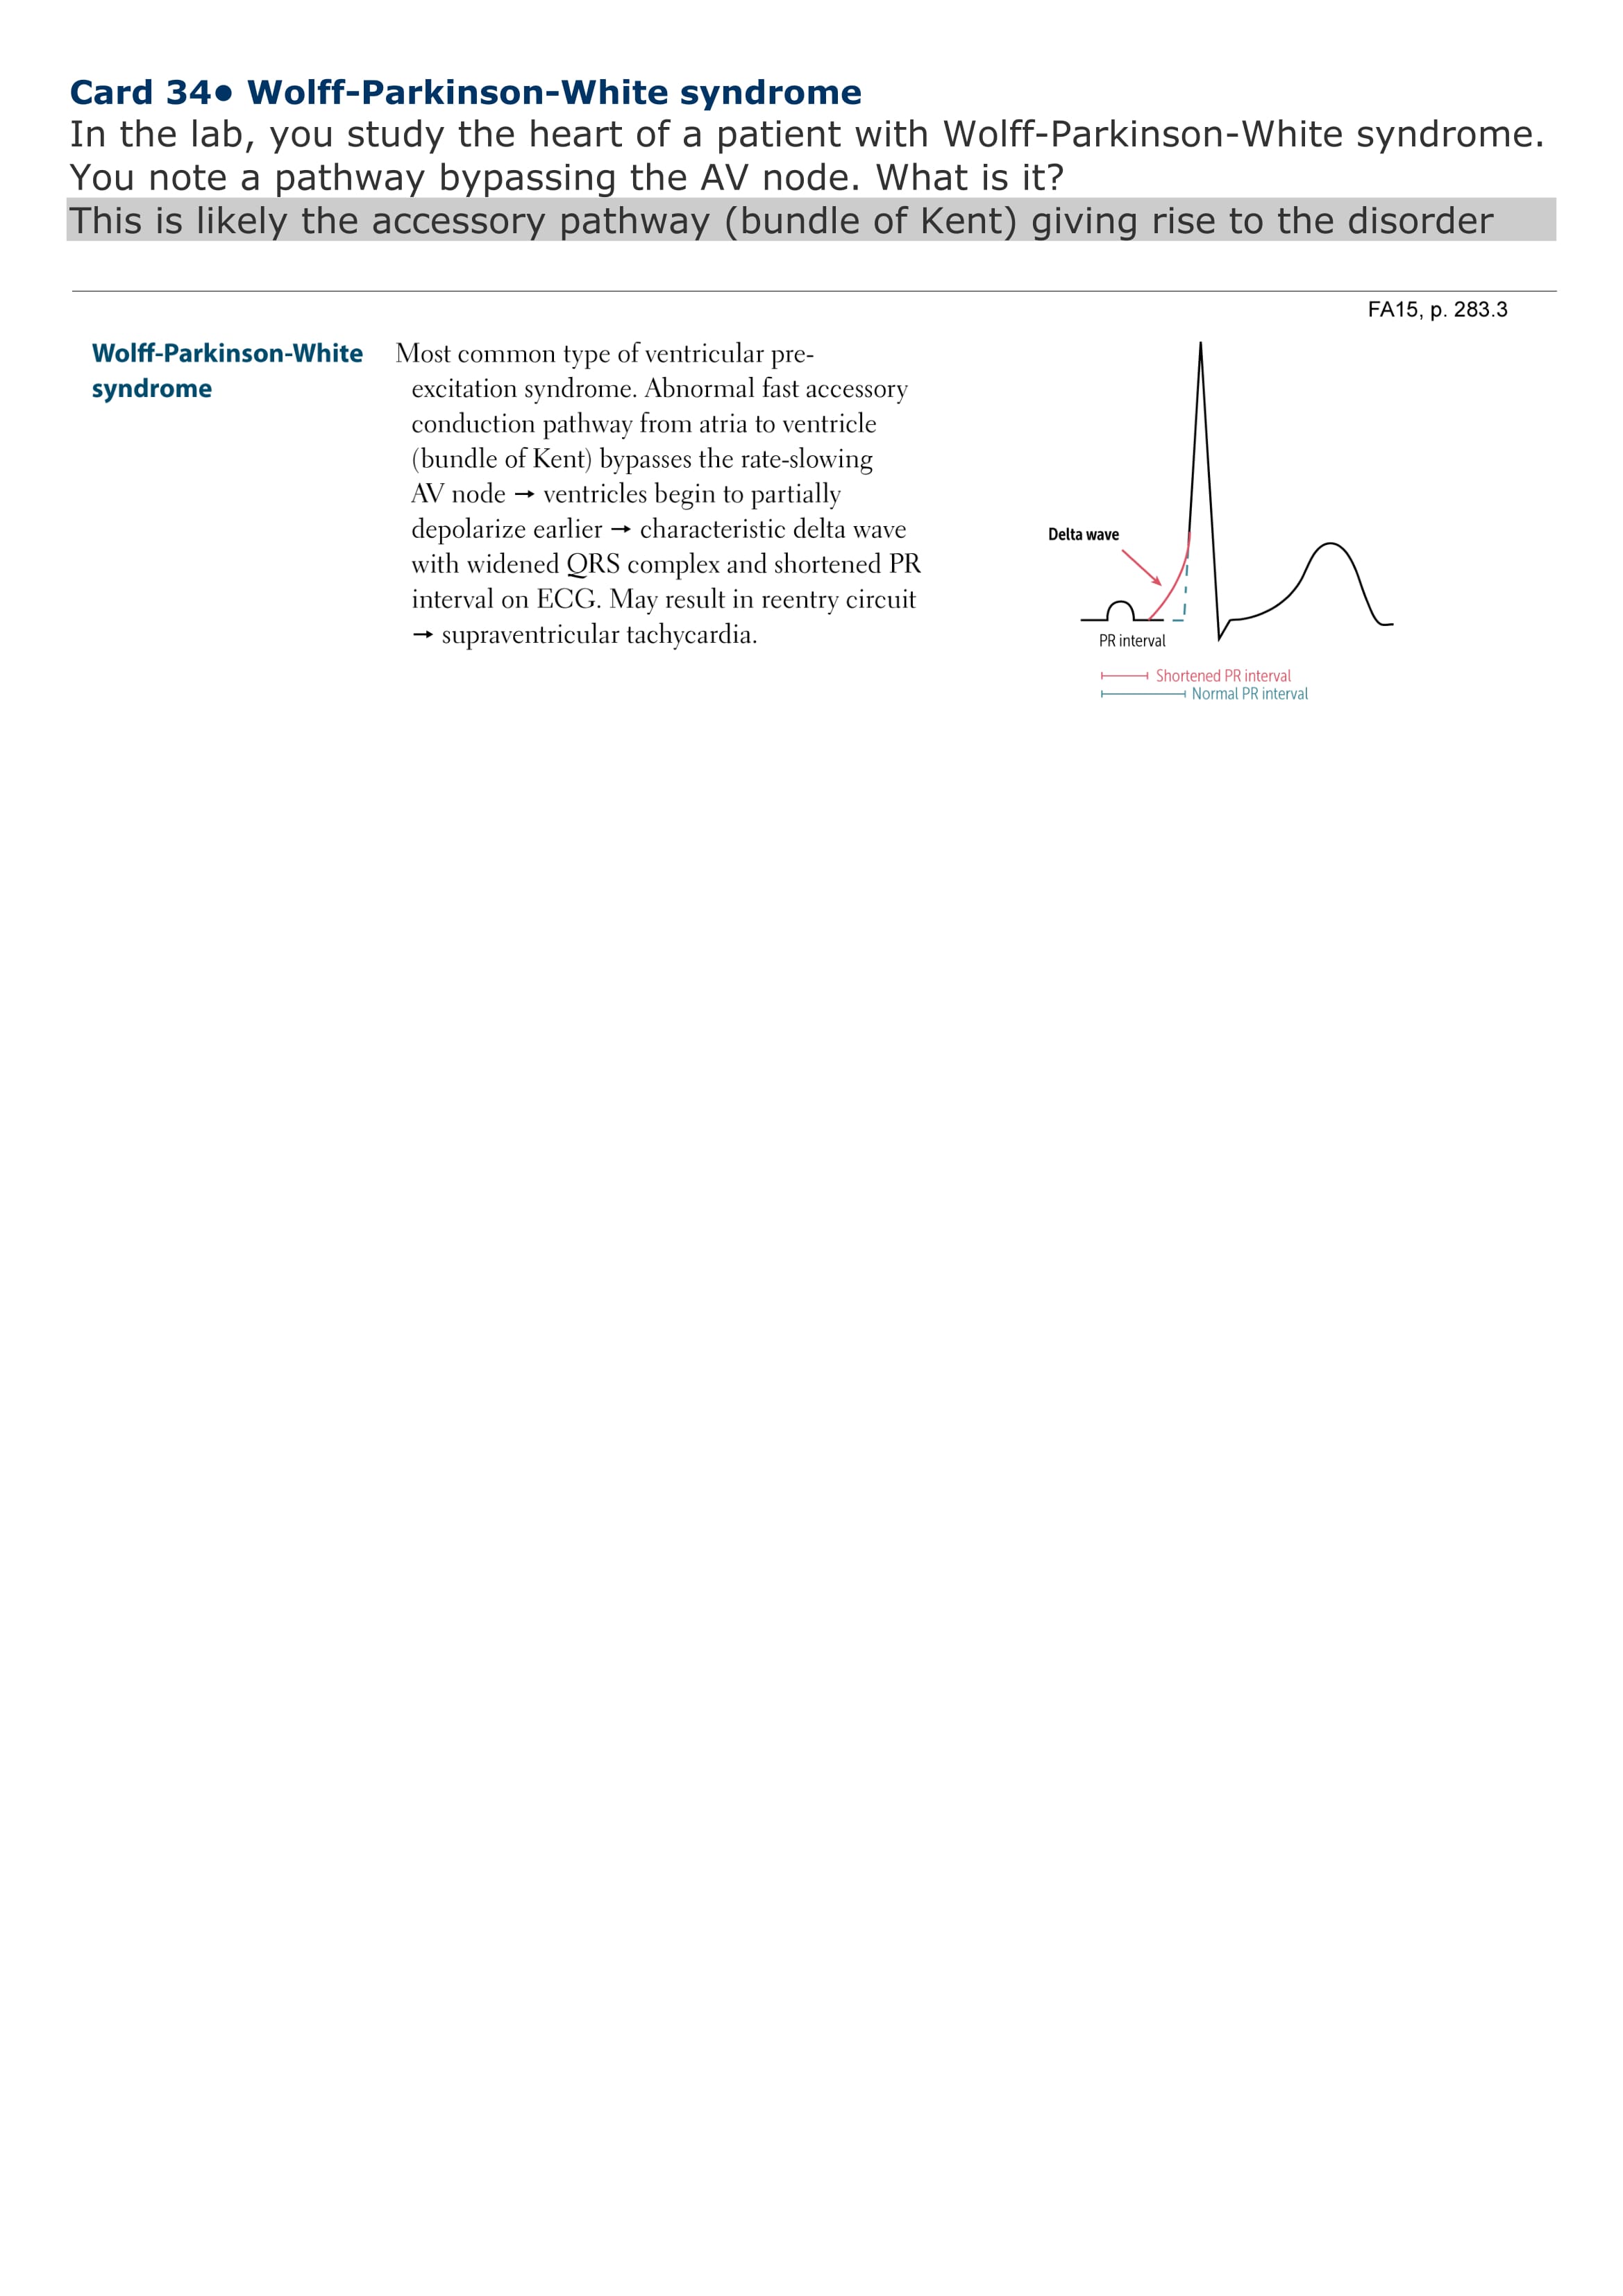 Card 34● Wolff-Parkinson-White syndrome
In the lab, you study the heart of a patient with Wolff-Parkinson-White syndrome.
You note a pathway bypassing the AV node. What is it?
This is likely the accessory pathway (bundle of Kent) giving rise to the disorder
FA15, p. 283.3
Wolff-Parkinson-White
syndrome
Most common type of ventricular pre-
excitation syndrome. Abnormal fast accessory
conduction pathway from atria to ventricle
(bundle of Kent) bypasses the rate-slowing
AV node → ventricles begin to partially
depolarize earlier → characteristic delta wave
with widened QRS complex and shortened PR
interval on ECG. May result in reentry circuit
→ supraventricular tachycardia.
Delta wave
PR interval
Shortened PR interval
Normal PR interval